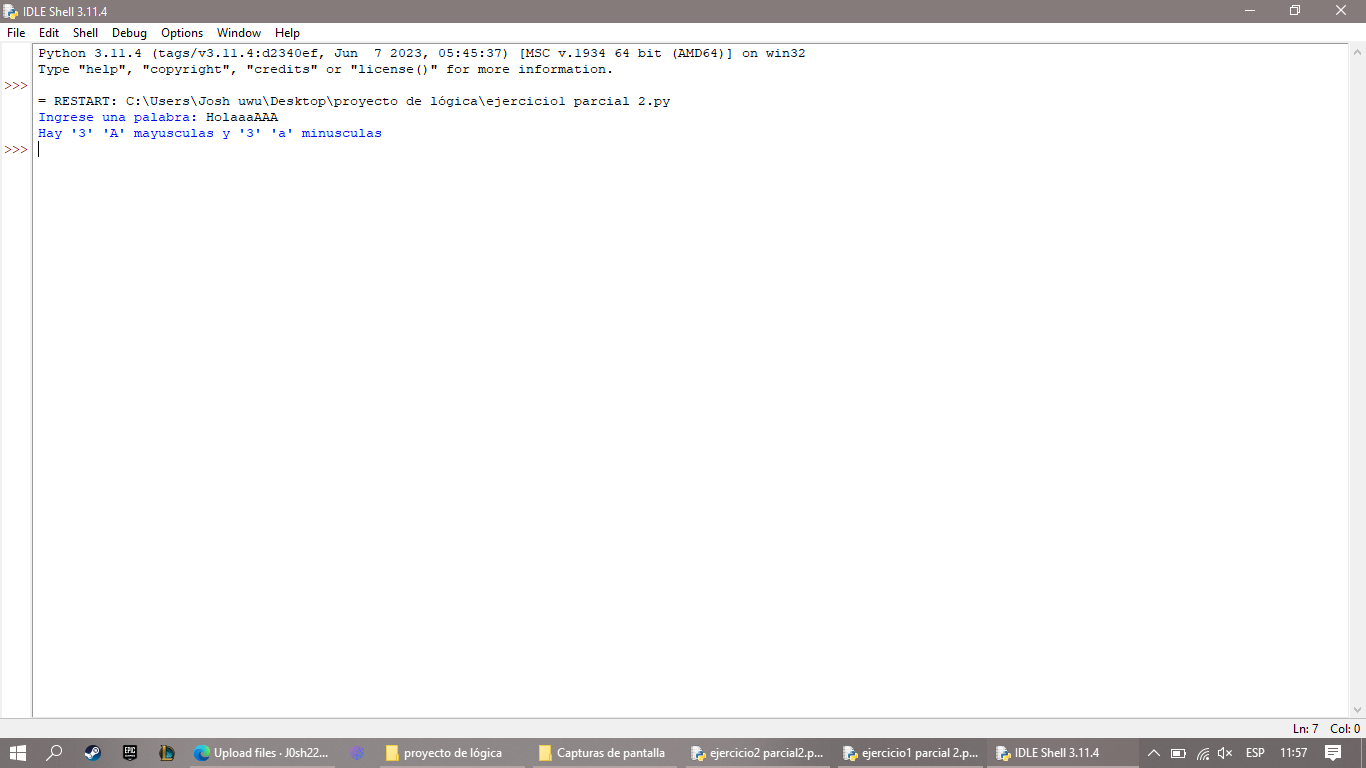 IDLE Shell 3.11.4
File Edit Shell Debug Options Window Help
Python 3.11.4 (tags/v3.11.4:d2340ef, Jun  7 2023, 05:45:37) [MSC v.1934 64 bit (AMD64)] on win32
Type "help", "copyright", "credits" or "license()" for more information.
>>>
= RESTART: C:\Users\Josh uwu\Desktop\proyecto de lógica\ejercicio1 parcial 2.py
Ingrese una palabra: HolaaaAAA
Hay '3' 'A' mayusculas y '3' 'a' minusculas
>>>
Ln: 7 Col: 0
EPIC Upload files · J0sh22... proyecto de lógica Capturas de pantalla ejercicio2 parcial2.p... ejercicio1 parcial 2.p... IDLE Shell 3.11.4 ESP 11:57